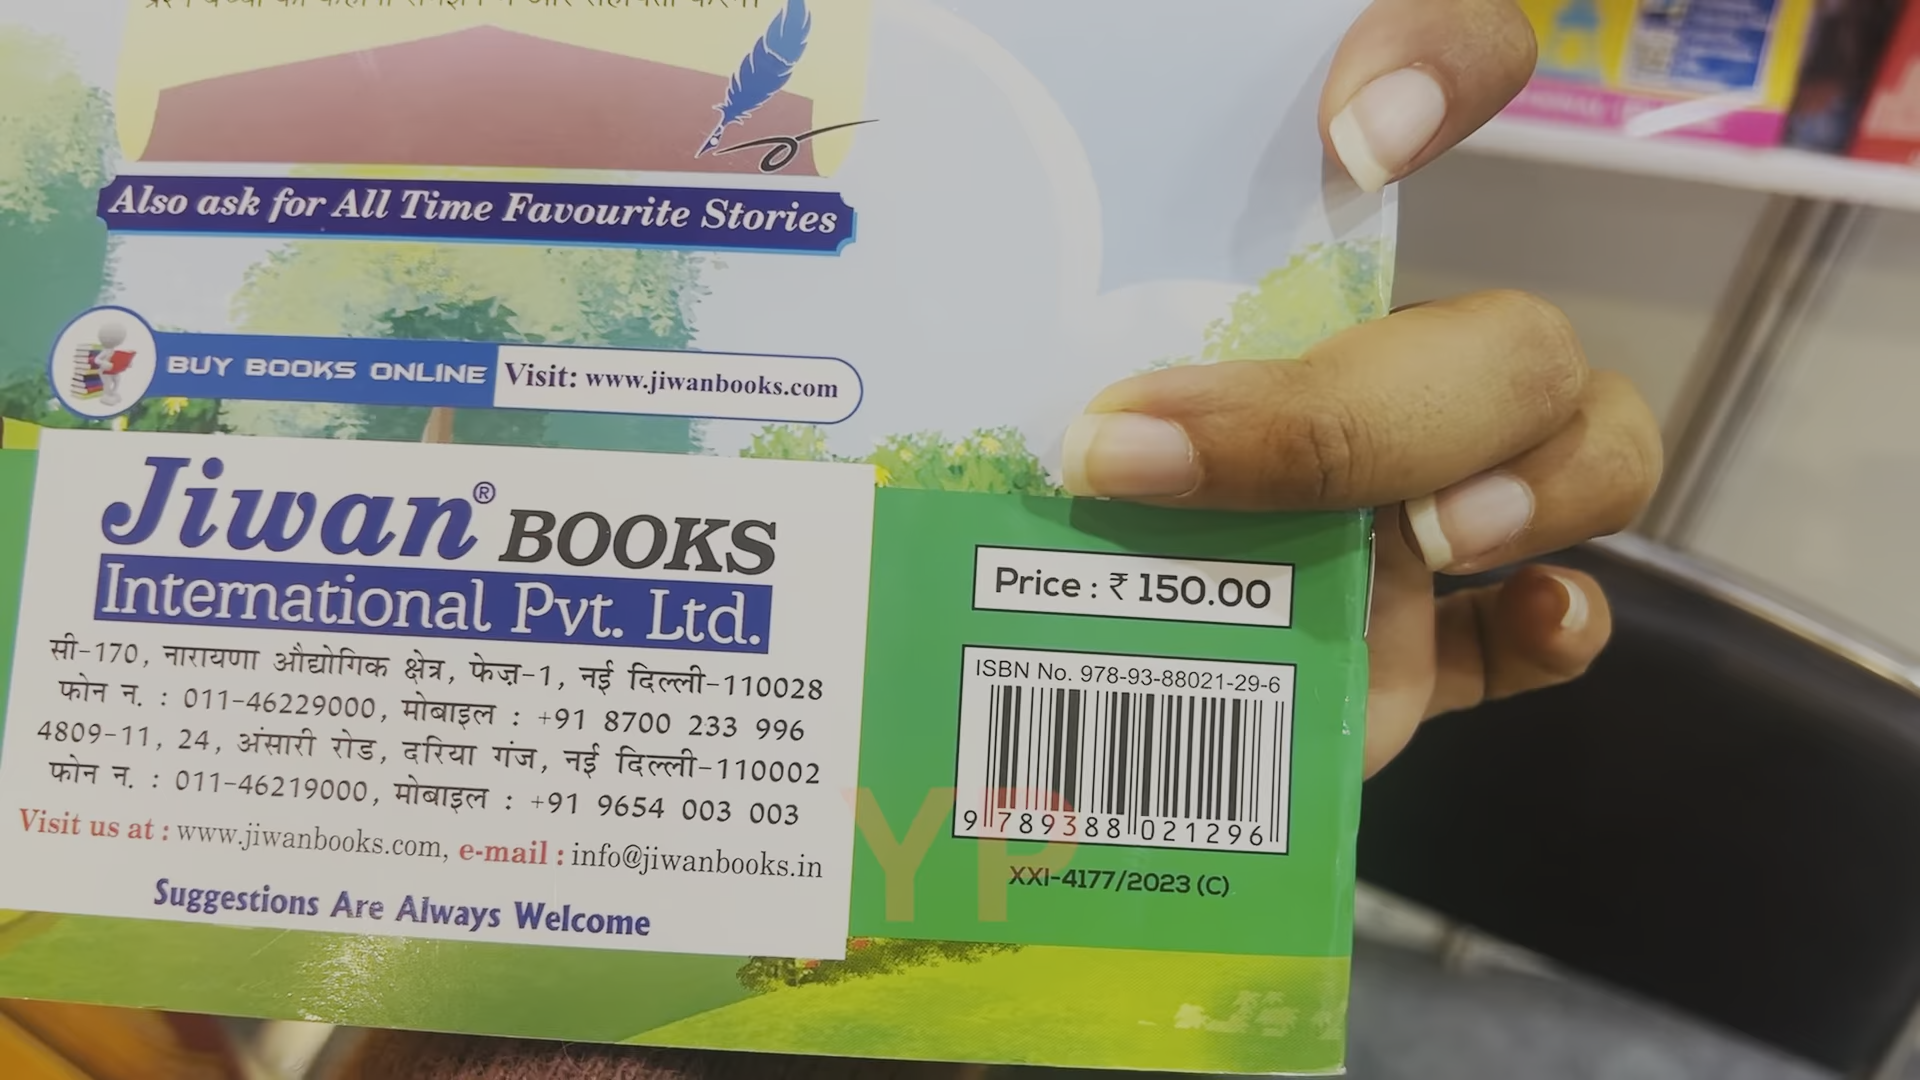 Also ask for All Time Favourite Stories
BUY BOOKS ONLINE Visit: www.jiwanbooks.com
Jiwan® BOOKS
International Pvt. Ltd.
सी-170, नारायणा औद्योगिक क्षेत्र, फेज़-1, नई दिल्ली-110028
फोन न. : 011-46229000, मोबाइल : +91 8700 233 996
4809-11, 24, अंसारी रोड, दरिया गंज, नई दिल्ली-110002
फोन न. : 011-46219000, मोबाइल : +91 9654 003 003
Visit us at : www.jiwanbooks.com, e-mail : info@jiwanbooks.in
Suggestions Are Always Welcome
Price : ₹ 150.00
ISBN No. 978-93-88021-29-6
9 789388 021296
XXI-4177/2023 (C)
YP